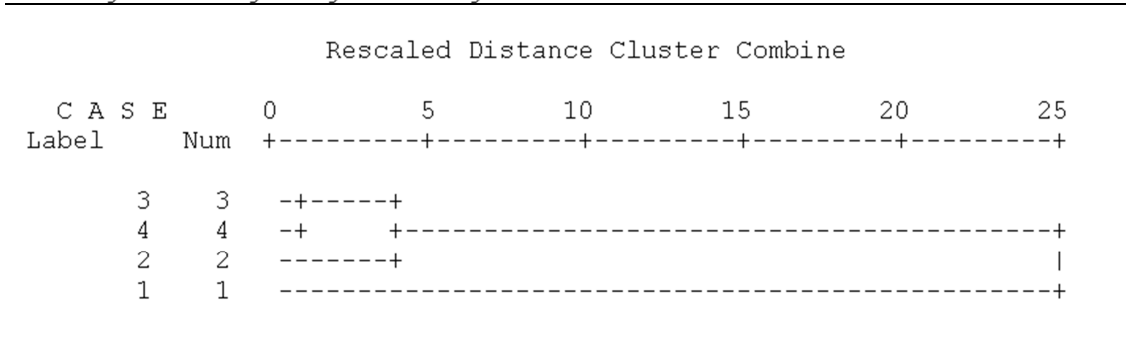 Rescaled Distance Cluster Combine
C A S E 0 5 10 15 20 25
Label Num +---------+---------+---------+---------+---------+
3 3 -+-----+
4 4 -+ +-----------------------------------------+
2 2 -------+ |
1 1 -------------------------------------------------+